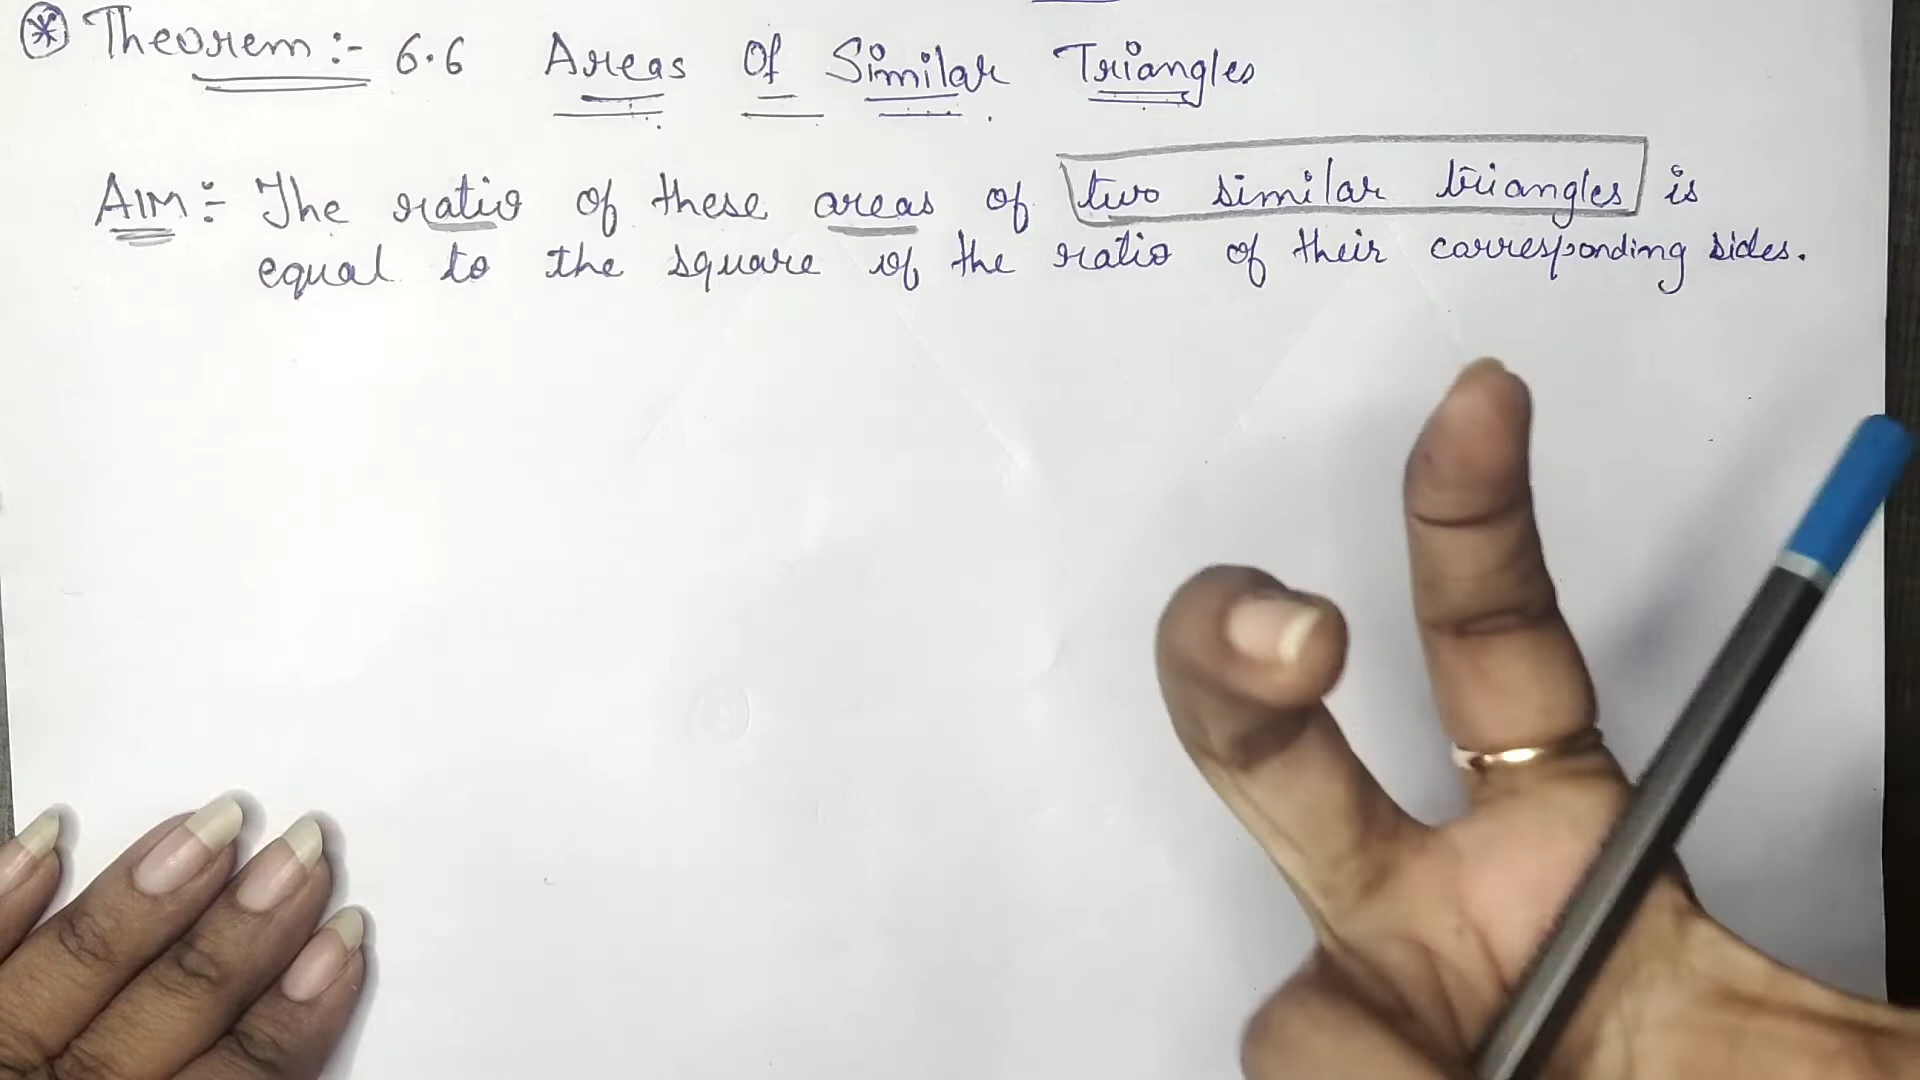 * Theorem :- 6.6 Areas Of Similar Triangles
AIM :- The ratio of these areas of two similar triangles is
equal to the square of the ratio of their carresponding sides.